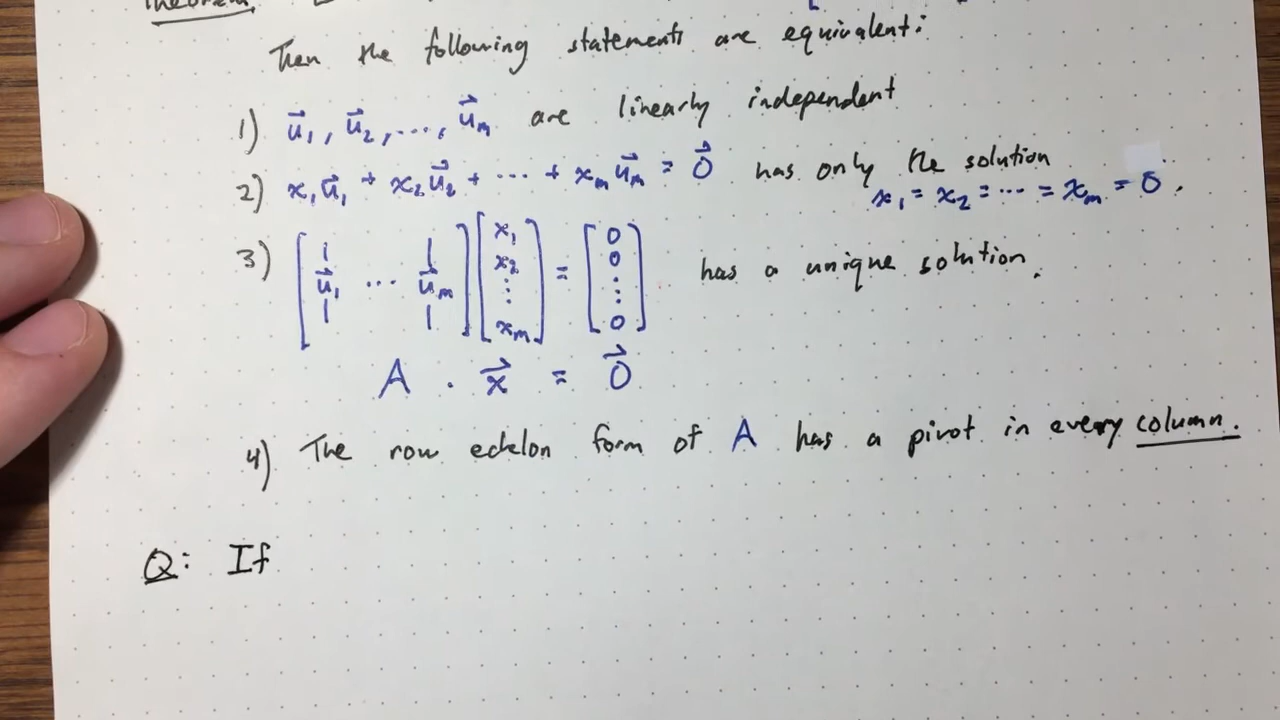 Theorem
Then the following statements are equivalent:
1) u⃗₁, u⃗₂, ..., u⃗ₘ are linearly independent
2) x₁u⃗₁ + x₂u⃗₂ + ⋯ + xₘu⃗ₘ = 0⃗ has only the solution
x₁ = x₂ = ⋯ = xₘ = 0.
3) [u⃗₁ ⋯ u⃗ₘ] [x₁ x₂ ⋮ xₘ] = [0 0 ⋮ 0] has a unique solution.
A · x⃗ = 0⃗
4) The row echelon form of A has a pivot in every column.
Q: If